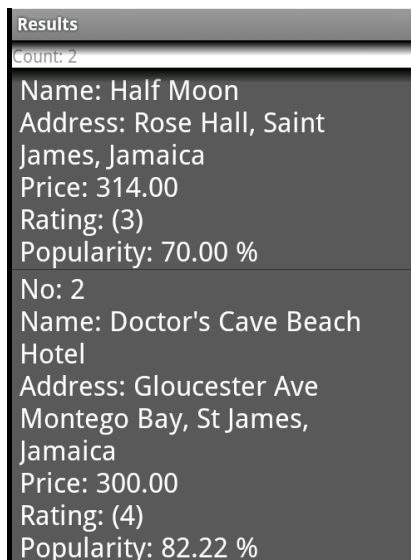 Results
Count: 2
Name: Half Moon
Address: Rose Hall, Saint
James, Jamaica
Price: 314.00
Rating: (3)
Popularity: 70.00 %
No: 2
Name: Doctor's Cave Beach
Hotel
Address: Gloucester Ave
Montego Bay, St James,
Jamaica
Price: 300.00
Rating: (4)
Popularity: 82.22 %